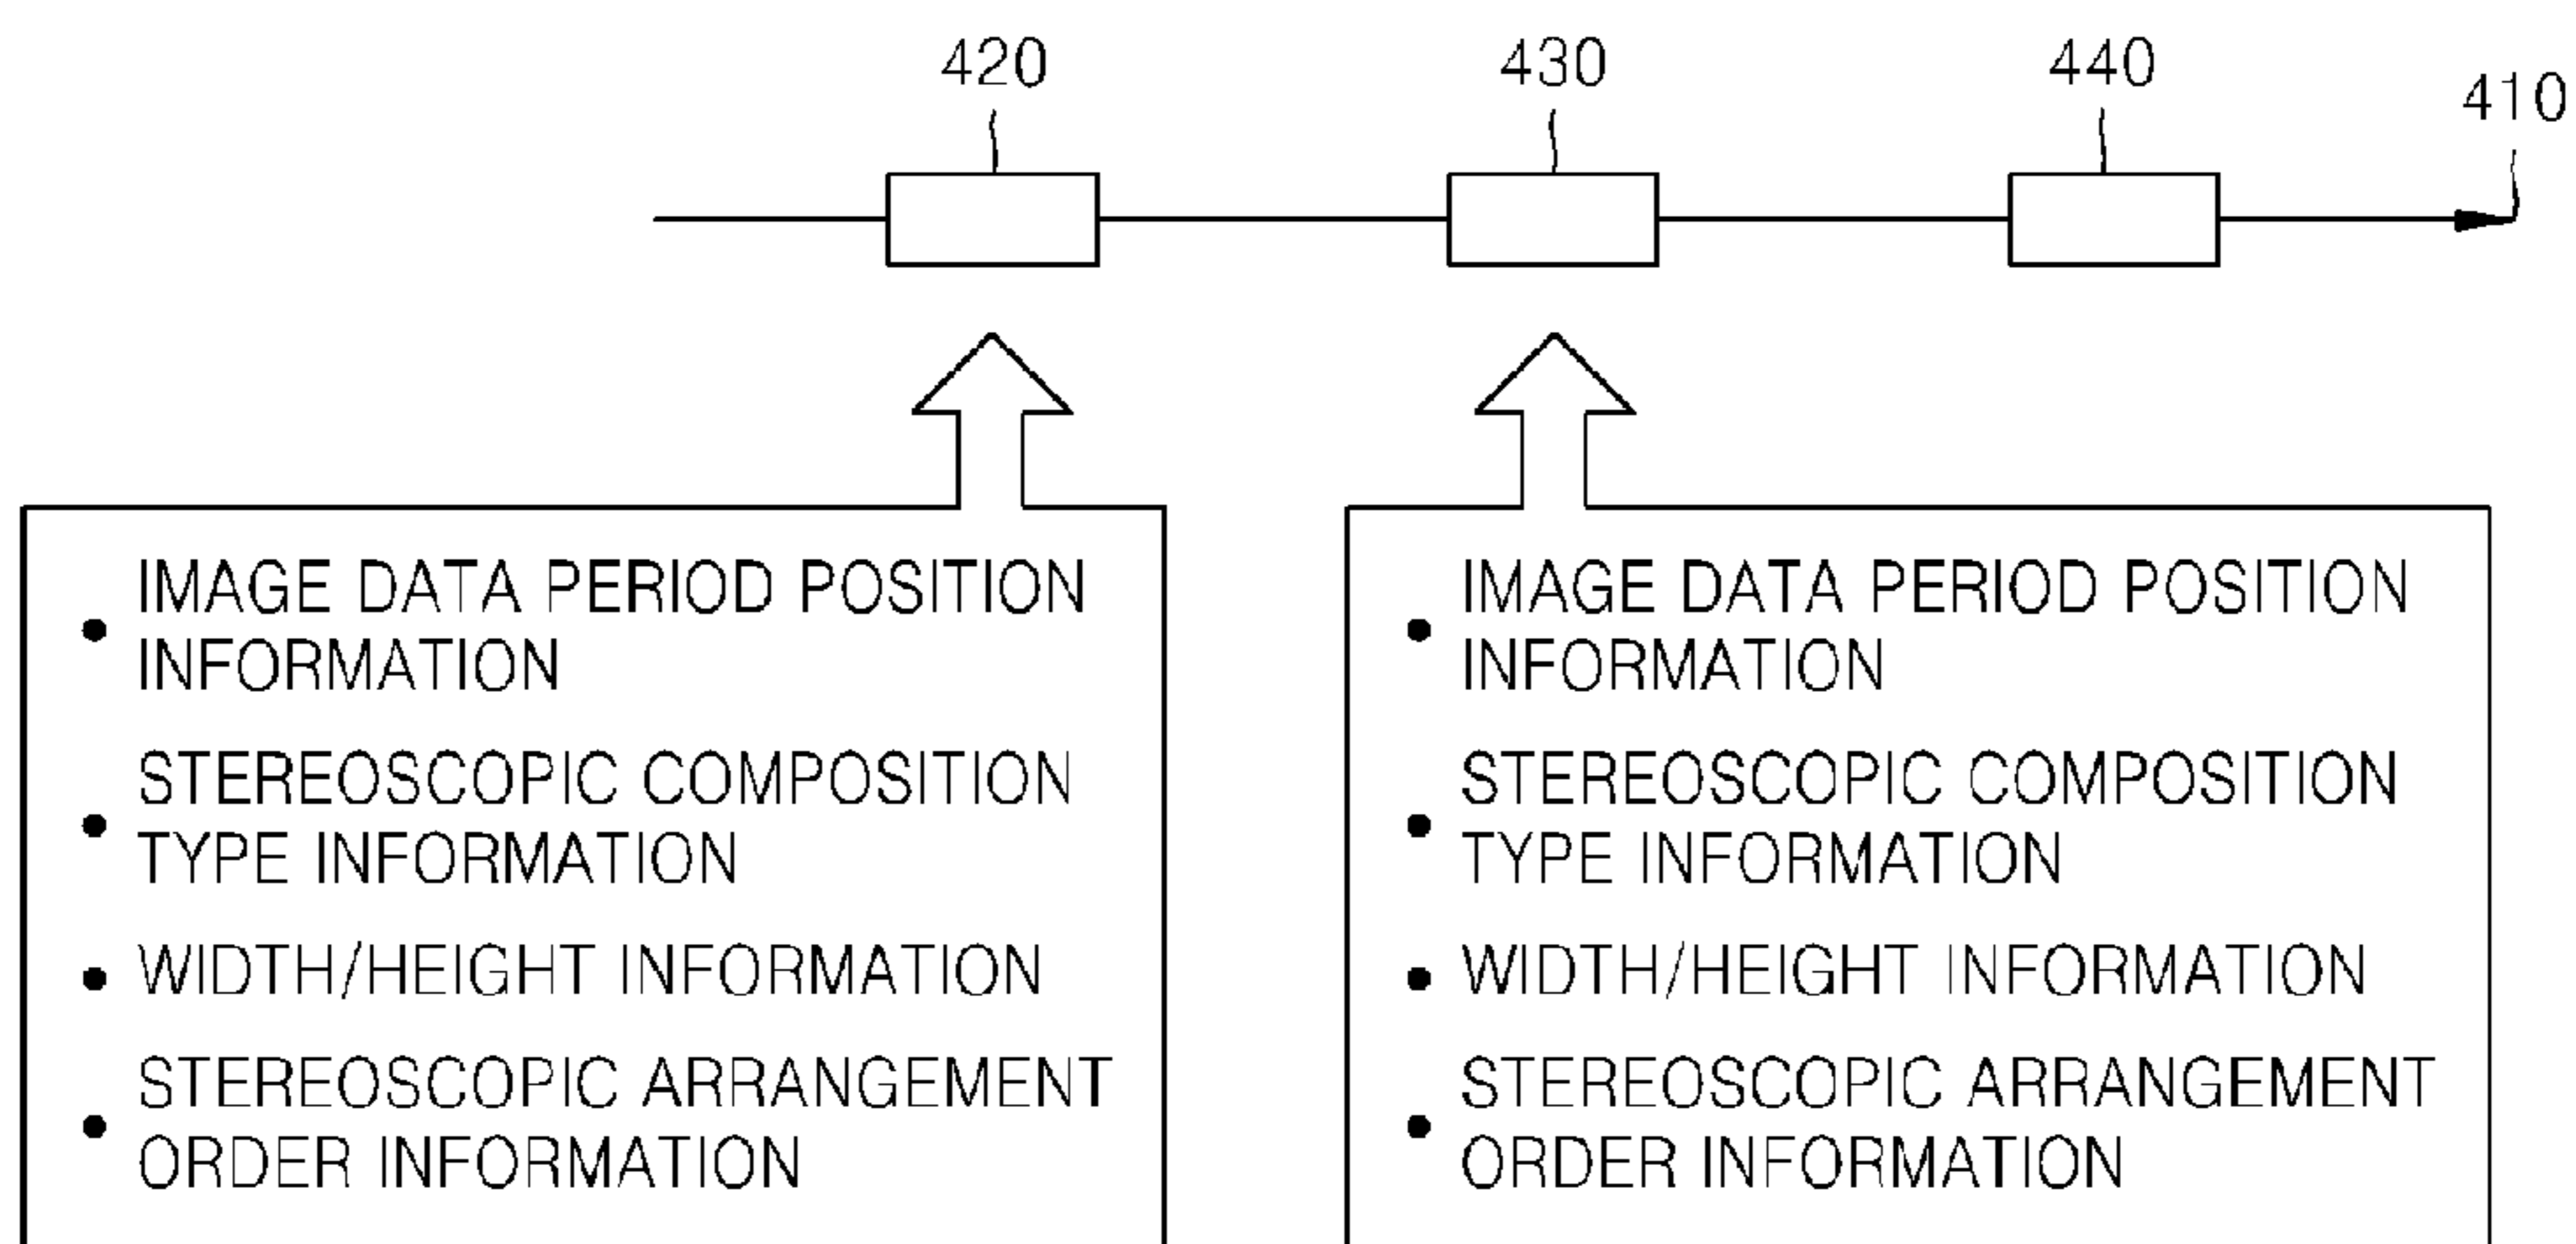 420
430
440
410
IMAGE DATA PERIOD POSITION
INFORMATION
STEREOSCOPIC COMPOSITION
TYPE INFORMATION
WIDTH/HEIGHT INFORMATION
STEREOSCOPIC ARRANGEMENT
ORDER INFORMATION
IMAGE DATA PERIOD POSITION
INFORMATION
STEREOSCOPIC COMPOSITION
TYPE INFORMATION
WIDTH/HEIGHT INFORMATION
STEREOSCOPIC ARRANGEMENT
ORDER INFORMATION